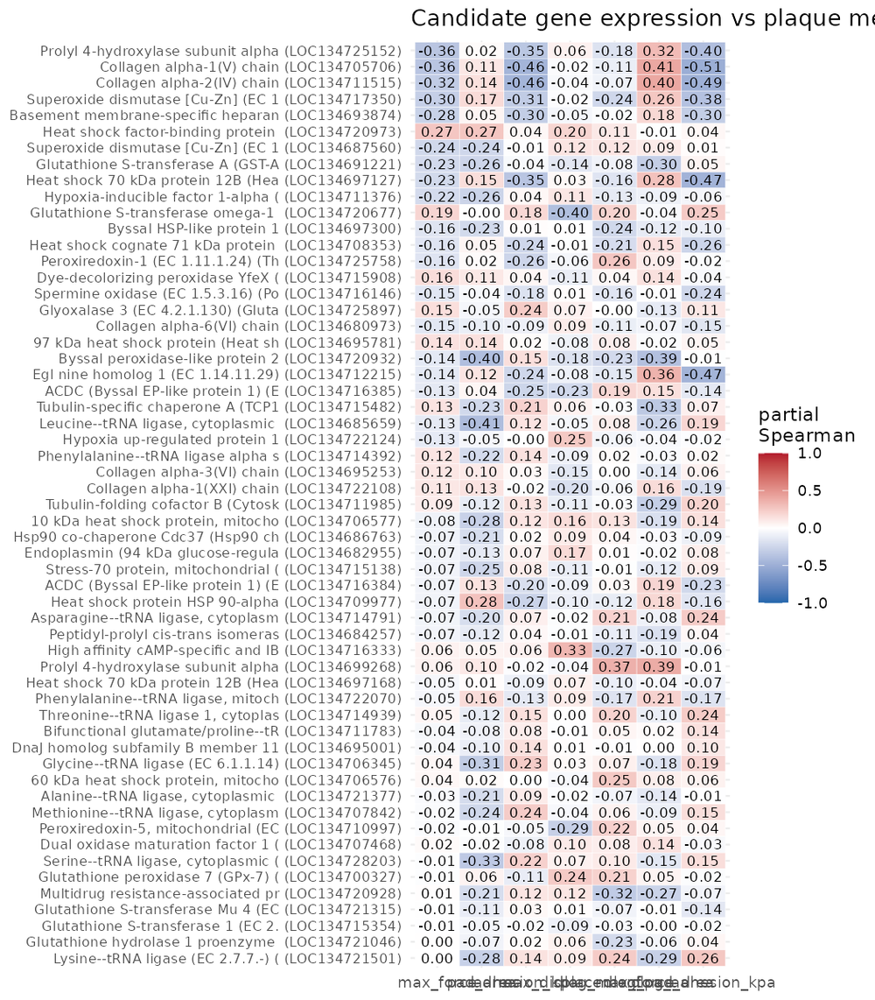 Candidate gene expression vs plaque me
Prolyl 4-hydroxylase subunit alpha (LOC134725152) -0.36 0.02 -0.35 0.06 -0.18 0.32 -0.40
Collagen alpha-1(V) chain (LOC134705706) -0.36 0.11 -0.46 -0.02 -0.11 0.41 -0.51
Collagen alpha-2(IV) chain (LOC134711515) -0.32 0.14 -0.46 -0.04 -0.07 0.40 -0.49
Superoxide dismutase [Cu-Zn] (EC 1 (LOC134717350) -0.30 0.17 -0.31 -0.02 -0.24 0.26 -0.38
Basement membrane-specific heparan (LOC134693874) -0.28 0.05 -0.30 -0.05 -0.02 0.18 -0.30
Heat shock factor-binding protein (LOC134720973) 0.27 0.27 0.04 0.20 0.11 -0.01 0.04
Superoxide dismutase [Cu-Zn] (EC 1 (LOC134687560) -0.24 -0.24 -0.01 0.12 0.12 0.09 0.01
Glutathione S-transferase A (GST-A (LOC134691221) -0.23 -0.26 -0.04 -0.14 -0.08 -0.30 0.05
Heat shock 70 kDa protein 12B (Hea (LOC134697127) -0.23 0.15 -0.35 0.03 -0.16 0.28 -0.47
Hypoxia-inducible factor 1-alpha ( (LOC134711376) -0.22 -0.26 0.04 0.11 -0.13 -0.09 -0.06
Glutathione S-transferase omega-1 (LOC134720677) 0.19 -0.00 0.18 -0.40 0.20 -0.04 0.25
Byssal HSP-like protein 1 (LOC134697300) -0.16 -0.23 0.01 0.01 -0.24 -0.12 -0.10
Heat shock cognate 71 kDa protein (LOC134708353) -0.16 0.05 -0.24 -0.01 -0.21 0.15 -0.26
Peroxiredoxin-1 (EC 1.11.1.24) (Th (LOC134725758) -0.16 0.02 -0.26 -0.06 0.26 0.09 -0.02
Dye-decolorizing peroxidase YfeX ( (LOC134715908) 0.16 0.11 0.04 -0.11 0.04 0.14 -0.04
Spermine oxidase (EC 1.5.3.16) (Po (LOC134716146) -0.15 -0.04 -0.18 0.01 -0.16 -0.01 -0.24
Glyoxalase 3 (EC 4.2.1.130) (Gluta (LOC134725897) 0.15 -0.05 0.24 0.07 -0.00 -0.13 0.11
Collagen alpha-6(VI) chain (LOC134680973) -0.15 -0.10 -0.09 0.09 -0.11 -0.07 -0.15
97 kDa heat shock protein (Heat sh (LOC134695781) 0.14 0.14 0.02 -0.08 0.08 -0.02 0.05
Byssal peroxidase-like protein 2 (LOC134720932) -0.14 -0.40 0.15 -0.18 -0.23 -0.39 -0.01
Egl nine homolog 1 (EC 1.14.11.29) (LOC134712215) -0.14 0.12 -0.24 -0.08 -0.15 0.36 -0.47
ACDC (Byssal EP-like protein 1) (E (LOC134716385) -0.13 0.04 -0.25 -0.23 0.19 0.15 -0.14
Tubulin-specific chaperone A (TCP1 (LOC134715482) 0.13 -0.23 0.21 0.06 -0.03 -0.33 0.07
Leucine--tRNA ligase, cytoplasmic (LOC134685659) -0.13 -0.41 0.12 -0.05 0.08 -0.26 0.19
Hypoxia up-regulated protein 1 (LOC134722124) -0.13 -0.05 -0.00 0.25 -0.06 -0.04 -0.02
Phenylalanine--tRNA ligase alpha s (LOC134714392) 0.12 -0.22 0.14 -0.09 0.02 -0.03 0.02
Collagen alpha-3(VI) chain (LOC134695253) 0.12 0.10 0.03 -0.15 0.00 -0.14 0.06
Collagen alpha-1(XXI) chain (LOC134722108) 0.11 0.13 -0.02 -0.20 -0.06 0.16 -0.19
Tubulin-folding cofactor B (Cytosk (LOC134711985) 0.09 -0.12 0.13 -0.11 -0.03 -0.29 0.20
10 kDa heat shock protein, mitocho (LOC134706577) -0.08 -0.28 0.12 0.16 0.13 -0.19 0.14
Hsp90 co-chaperone Cdc37 (Hsp90 ch (LOC134686763) -0.07 -0.21 0.02 0.09 0.04 -0.03 -0.09
Endoplasmin (94 kDa glucose-regula (LOC134682955) -0.07 -0.13 0.07 0.17 0.01 -0.02 0.08
Stress-70 protein, mitochondrial ( (LOC134715138) -0.07 -0.25 0.08 -0.11 -0.01 -0.12 0.09
ACDC (Byssal EP-like protein 1) (E (LOC134716384) -0.07 0.13 -0.20 -0.09 0.03 0.19 -0.23
Heat shock protein HSP 90-alpha (LOC134709977) -0.07 0.28 -0.27 -0.10 -0.12 0.18 -0.16
Asparagine--tRNA ligase, cytoplasm (LOC134714791) -0.07 -0.20 0.07 -0.02 0.21 -0.08 0.24
Peptidyl-prolyl cis-trans isomeras (LOC134684257) -0.07 -0.12 0.04 -0.01 -0.11 -0.19 0.04
High affinity cAMP-specific and IB (LOC134716333) 0.06 0.05 0.06 0.33 -0.27 -0.10 -0.06
Prolyl 4-hydroxylase subunit alpha (LOC134699268) 0.06 0.10 -0.02 -0.04 0.37 0.39 -0.01
Heat shock 70 kDa protein 12B (Hea (LOC134697168) -0.05 0.01 -0.09 0.07 -0.10 -0.04 -0.07
Phenylalanine--tRNA ligase, mitoch (LOC134722070) -0.05 0.16 -0.13 0.09 -0.17 0.21 -0.17
Threonine--tRNA ligase 1, cytoplas (LOC134714939) 0.05 -0.12 0.15 0.00 0.20 -0.10 0.24
Bifunctional glutamate/proline--tR (LOC134711783) -0.04 -0.08 0.08 -0.01 0.05 0.02 0.14
DnaJ homolog subfamily B member 11 (LOC134695001) -0.04 -0.10 0.14 0.01 -0.01 0.00 0.10
Glycine--tRNA ligase (EC 6.1.1.14) (LOC134706345) 0.04 -0.31 0.23 0.03 0.07 -0.18 0.19
60 kDa heat shock protein, mitocho (LOC134706576) 0.04 0.02 0.00 -0.04 0.25 0.08 0.06
Alanine--tRNA ligase, cytoplasmic (LOC134721377) -0.03 -0.21 0.09 -0.02 -0.07 -0.14 -0.01
Methionine--tRNA ligase, cytoplasm (LOC134707842) -0.02 -0.24 0.24 -0.04 0.06 -0.09 0.15
Peroxiredoxin-5, mitochondrial (EC (LOC134710997) -0.02 -0.01 -0.05 -0.29 0.22 0.05 0.04
Dual oxidase maturation factor 1 ( (LOC134707468) 0.02 -0.02 -0.08 0.10 0.08 0.14 -0.03
Serine--tRNA ligase, cytoplasmic ( (LOC134728203) -0.01 -0.33 0.22 0.07 0.10 -0.15 0.15
Glutathione peroxidase 7 (GPx-7) ( (LOC134700327) -0.01 0.06 -0.11 0.24 0.21 0.05 -0.02
Multidrug resistance-associated pr (LOC134720928) 0.01 -0.21 0.12 0.12 -0.32 -0.27 -0.07
Glutathione S-transferase Mu 4 (EC (LOC134721315) -0.01 -0.11 0.03 0.01 -0.07 -0.01 -0.14
Glutathione S-transferase 1 (EC 2. (LOC134715354) -0.01 -0.05 -0.02 -0.09 -0.03 -0.00 -0.02
Glutathione hydrolase 1 proenzyme (LOC134721046) 0.00 -0.07 0.02 0.06 -0.23 -0.06 0.04
Lysine--tRNA ligase (EC 2.7.7.-) ( (LOC134721501) 0.00 -0.28 0.14 0.09 0.24 -0.29 0.26
partial
Spearman
1.0
0.5
0.0
-0.5
-1.0